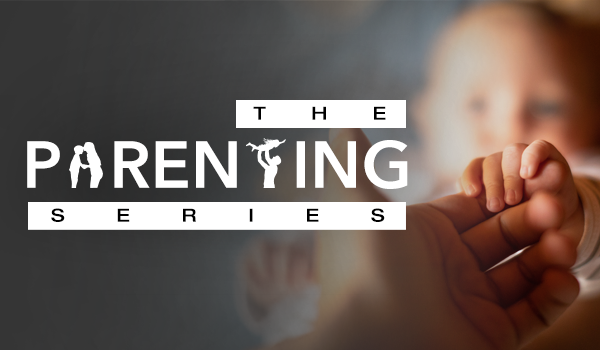 THE
PARENTING
SERIES